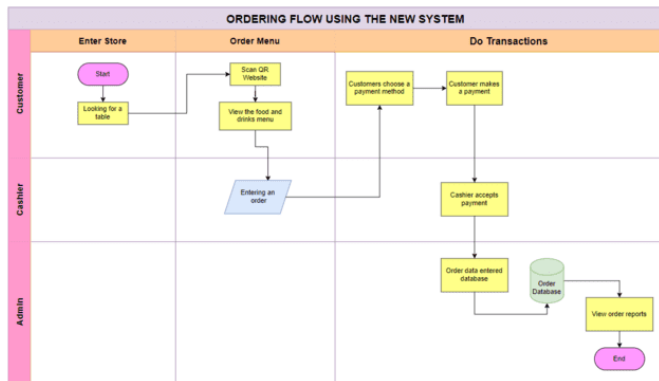 ORDERING FLOW USING THE NEW SYSTEM
Enter Store
Order Menu
Do Transactions
Customer
Start
Looking for a
table
Scan QR
Website
View the food and
drinks menu
Customers choose a
payment method
Customer makes
a payment
Cashier
Entering an
order
Cashier accepts
payment
Admin
Order data entered
database
Order
Database
View order reports
End